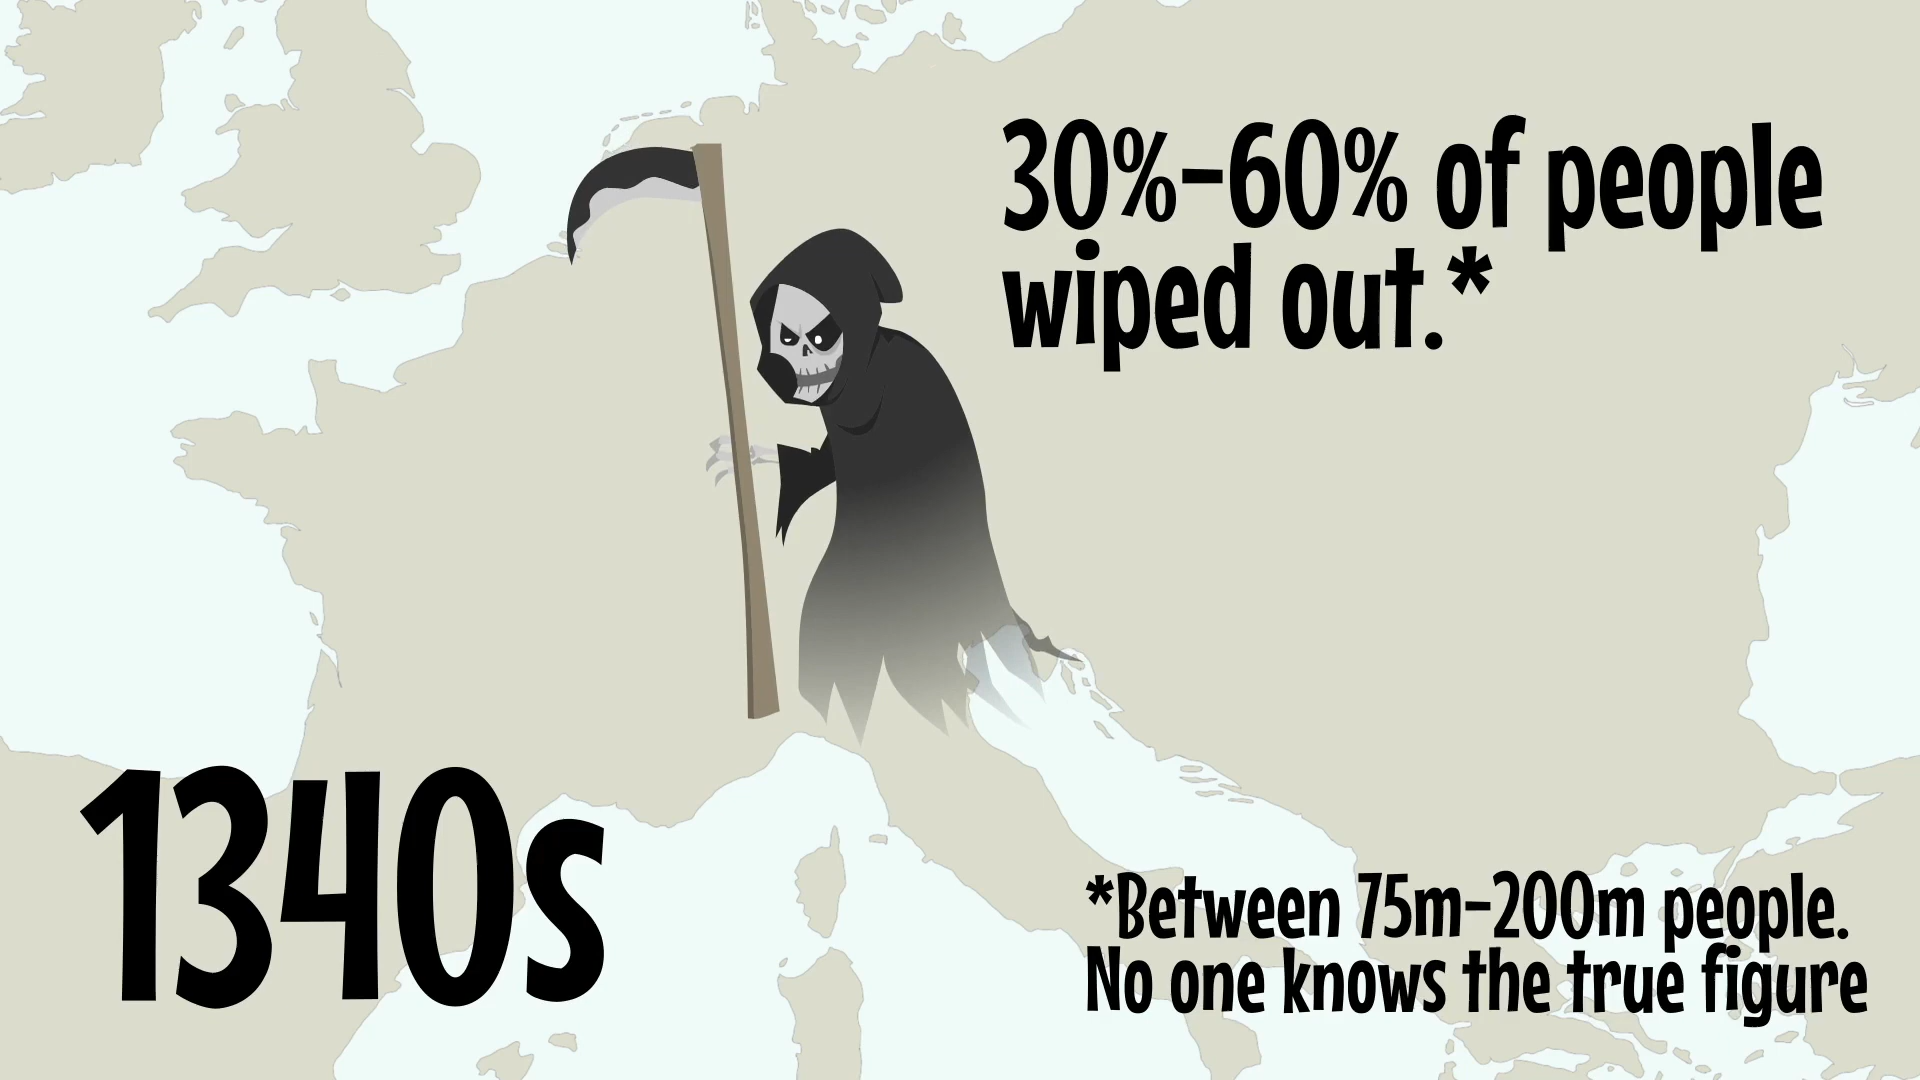 30%-60% of people
wiped out.*
1340s
*Between 75m-200m people.
No one knows the true figure